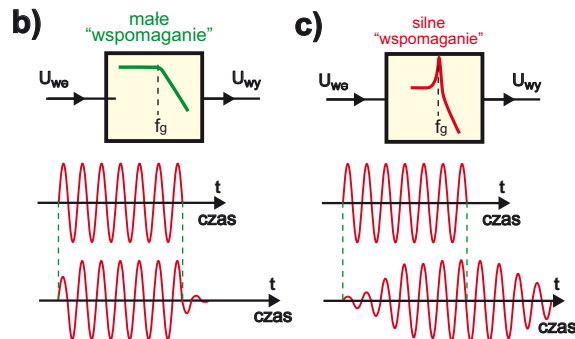 b)
małe
“wspomaganie”
Uwe
Uwy
fg
t
czas
t
czas
c)
silne
“wspomaganie”
Uwe
Uwy
fg
t
czas
t
czas